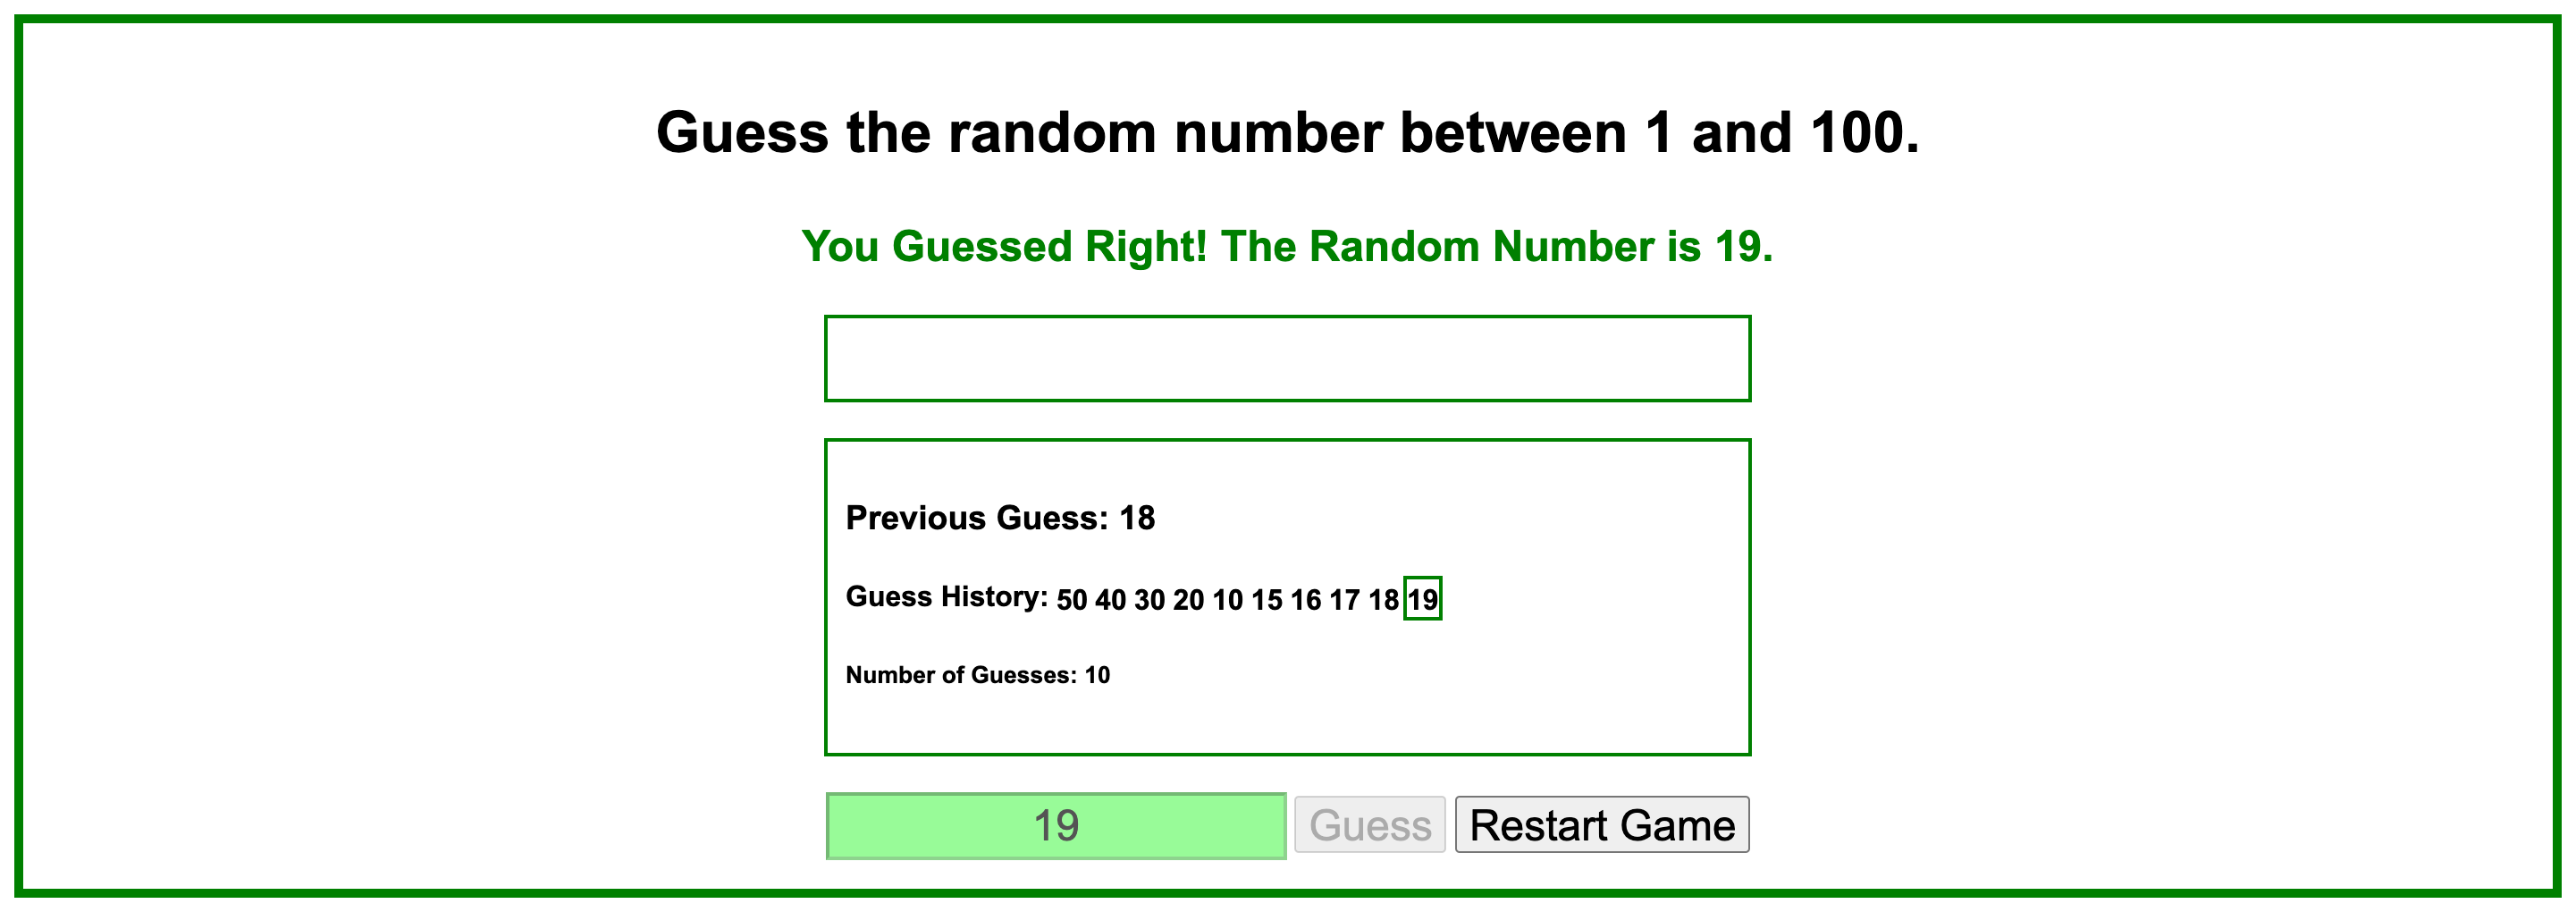 Guess the random number between 1 and 100.
You Guessed Right! The Random Number is 19.
Previous Guess: 18
Guess History: 50 40 30 20 10 15 16 17 18 19
Number of Guesses: 10
19 Guess Restart Game